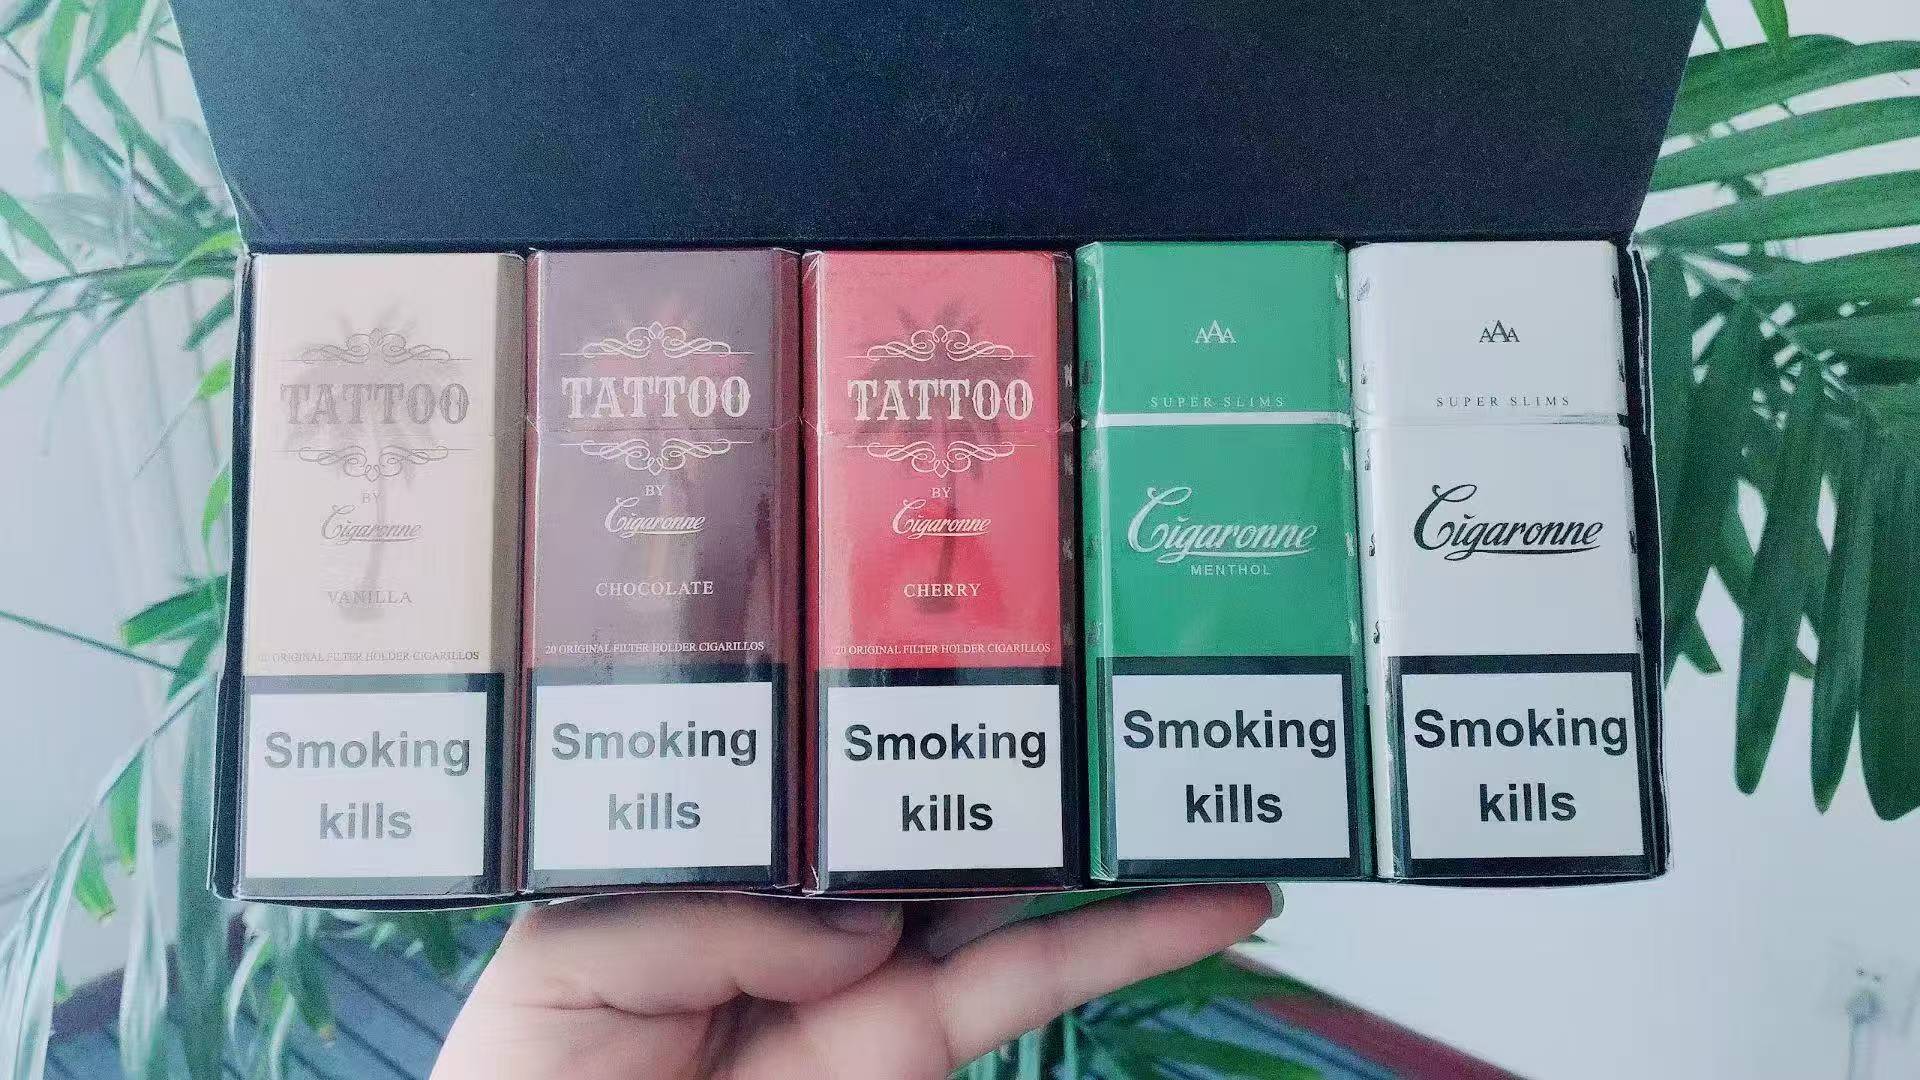 TATTOO
BY
Cigaronne
VANILLA
20 ORIGINAL FILTER HOLDER CIGARILLOS
Smoking
kills
TATTOO
BY
Cigaronne
CHOCOLATE
20 ORIGINAL FILTER HOLDER CIGARILLOS
Smoking
kills
TATTOO
BY
Cigaronne
CHERRY
20 ORIGINAL FILTER HOLDER CIGARILLOS
Smoking
kills
AAA
SUPER SLIMS
Cigaronne
MENTHOL
Smoking
kills
AAA
SUPER SLIMS
Cigaronne
Smoking
kills